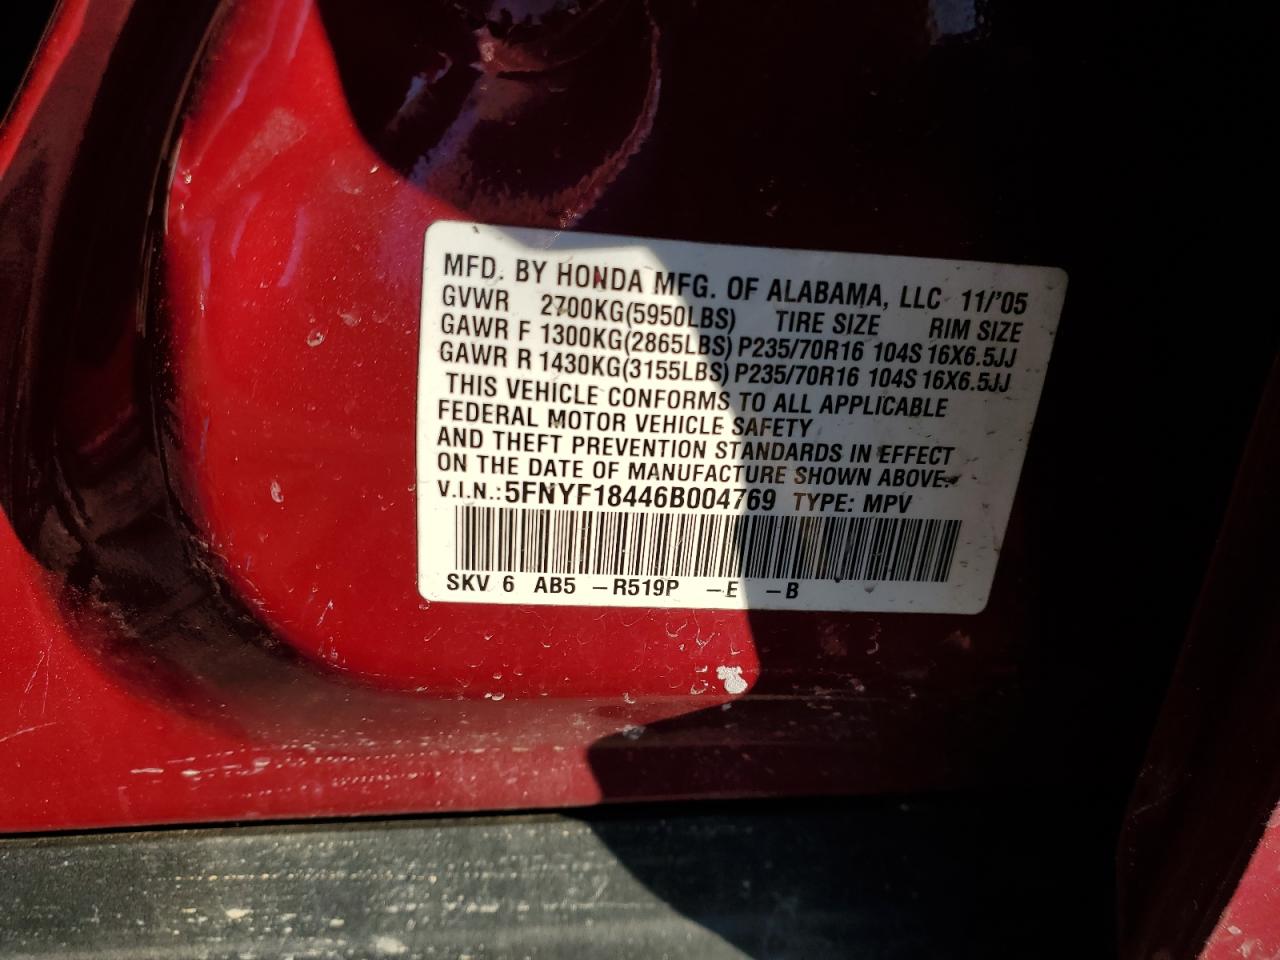 MFD. BY HONDA MFG. OF ALABAMA, LLC 11/'05
GVWR 2700KG(5950LBS) TIRE SIZE RIM SIZE
GAWR F 1300KG(2865LBS) P235/70R16 104S 16X6.5JJ
GAWR R 1430KG(3155LBS) P235/70R16 104S 16X6.5JJ
THIS VEHICLE CONFORMS TO ALL APPLICABLE
FEDERAL MOTOR VEHICLE SAFETY
AND THEFT PREVENTION STANDARDS IN EFFECT
ON THE DATE OF MANUFACTURE SHOWN ABOVE.
V.I.N.:5FNYF18446B004769 TYPE: MPV
SKV 6 AB5 –R519P –E –B